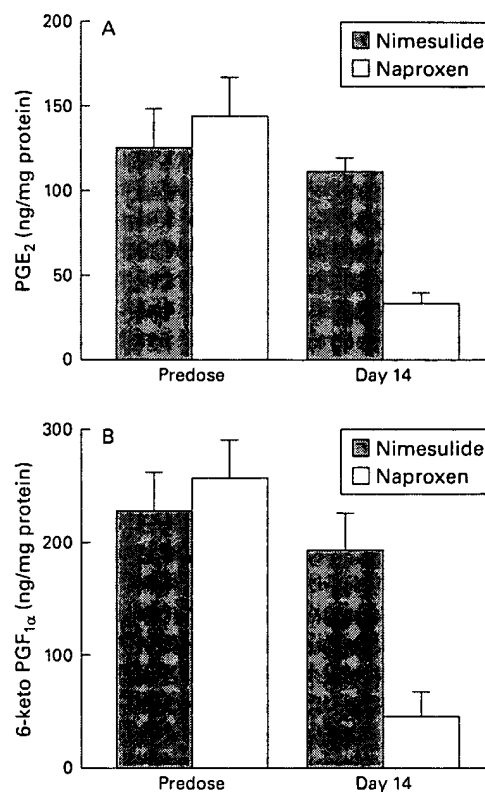 A
Nimesulide
Naproxen
PGE₂ (ng/mg protein)
200
150
100
50
0
Predose Day 14
B
Nimesulide
Naproxen
6-keto PGF₁α (ng/mg protein)
300
200
100
0
Predose Day 14